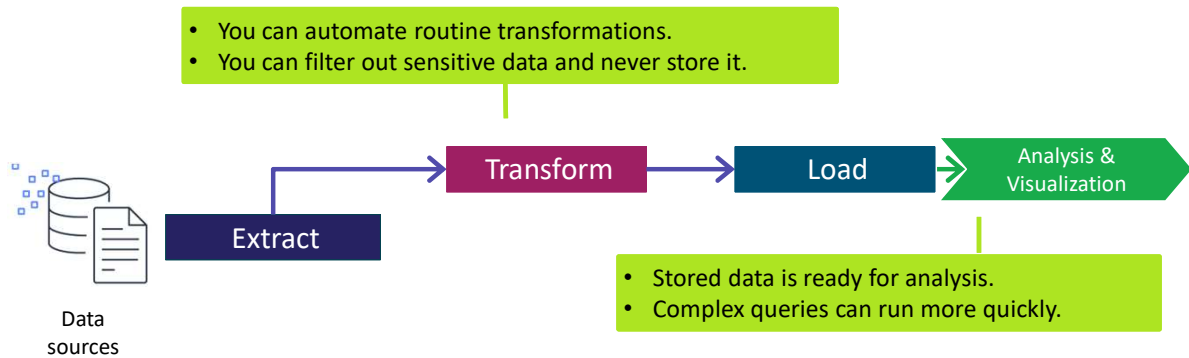 • You can automate routine transformations.
• You can filter out sensitive data and never store it.
Transform
Load
Analysis &
Visualization
Extract
• Stored data is ready for analysis.
• Complex queries can run more quickly.
Data
sources